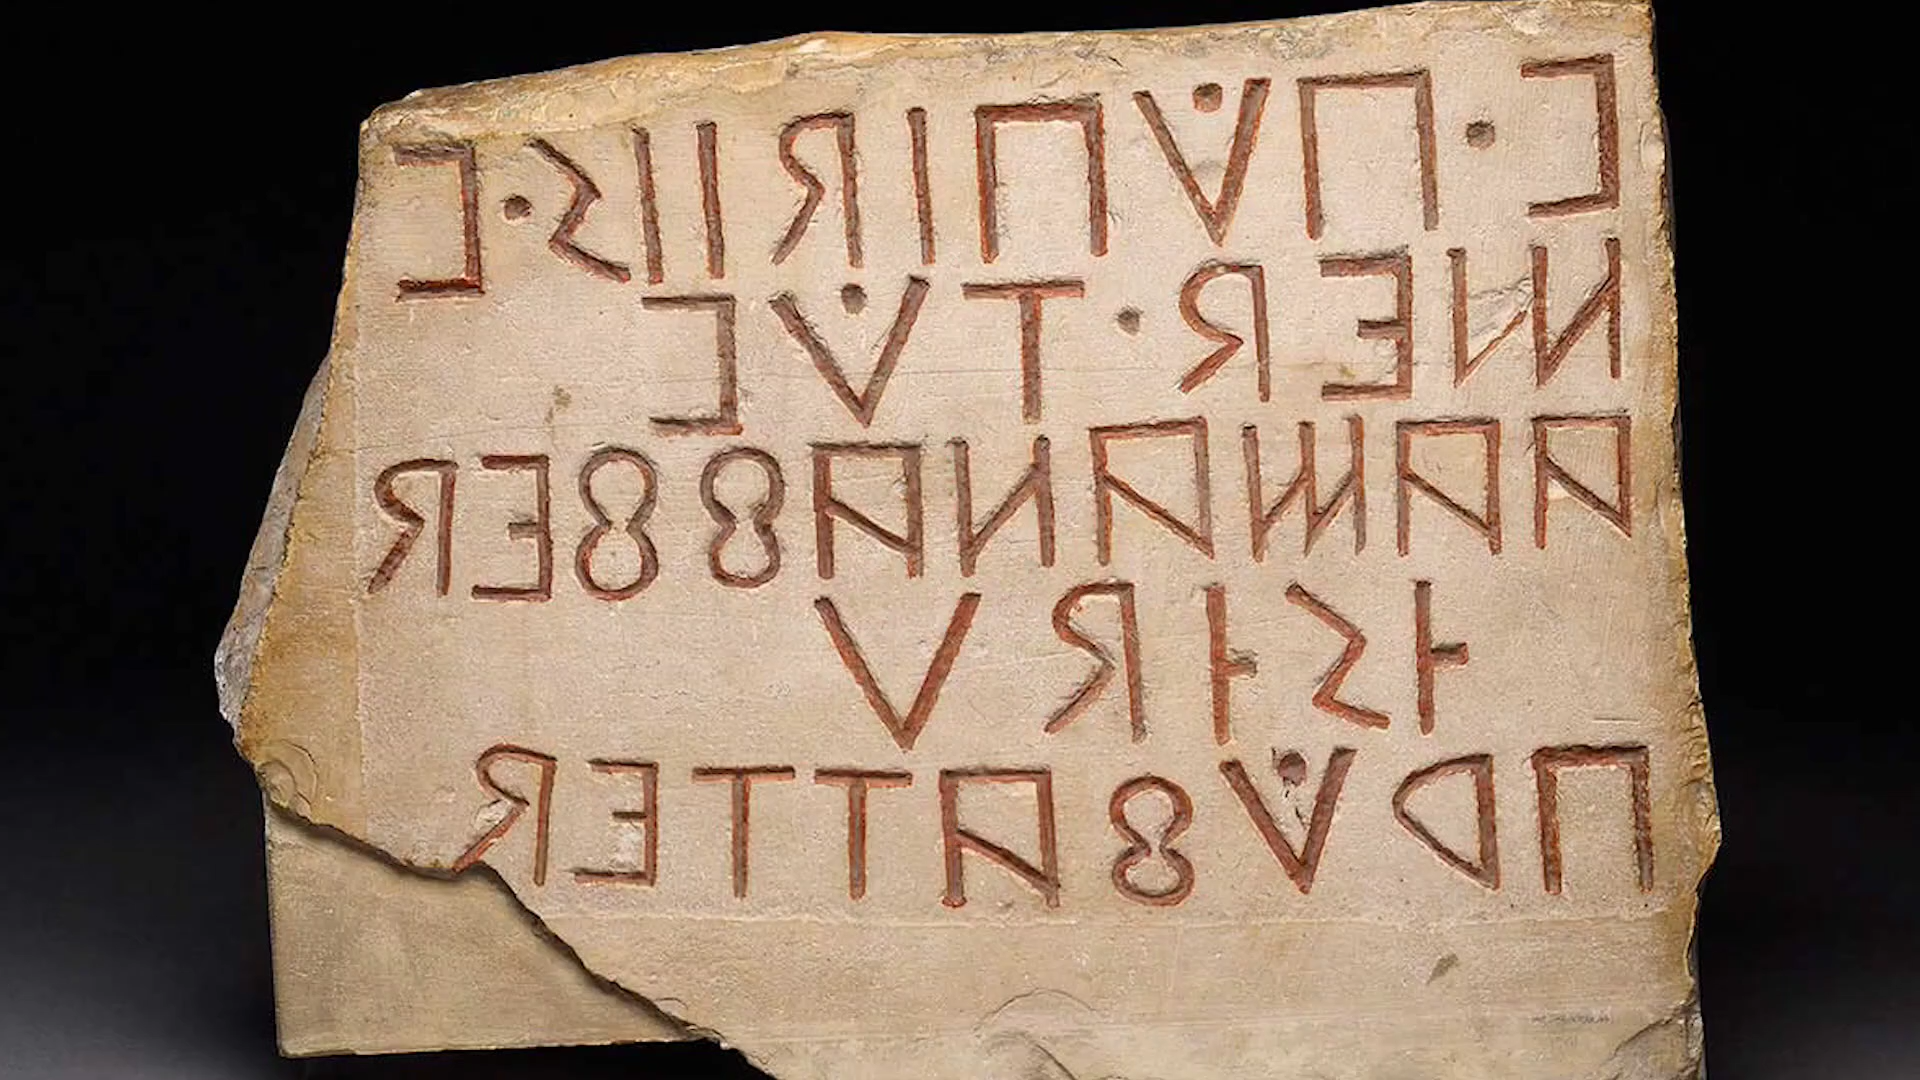 𐌅·𐌐𐌞𐌐𐌉𐌃𐌉𐌉𐌔·𐌅
𐌌𐌄𐌃·𐌕𐌞𐌅
𐌀𐌀𐌌𐌀𐌍𐌀𐌚𐌚𐌄𐌃
𐌝𐌔𐌝𐌃𐌖
𐌐𐌓𐌞𐌚𐌀𐌕𐌕𐌄𐌃